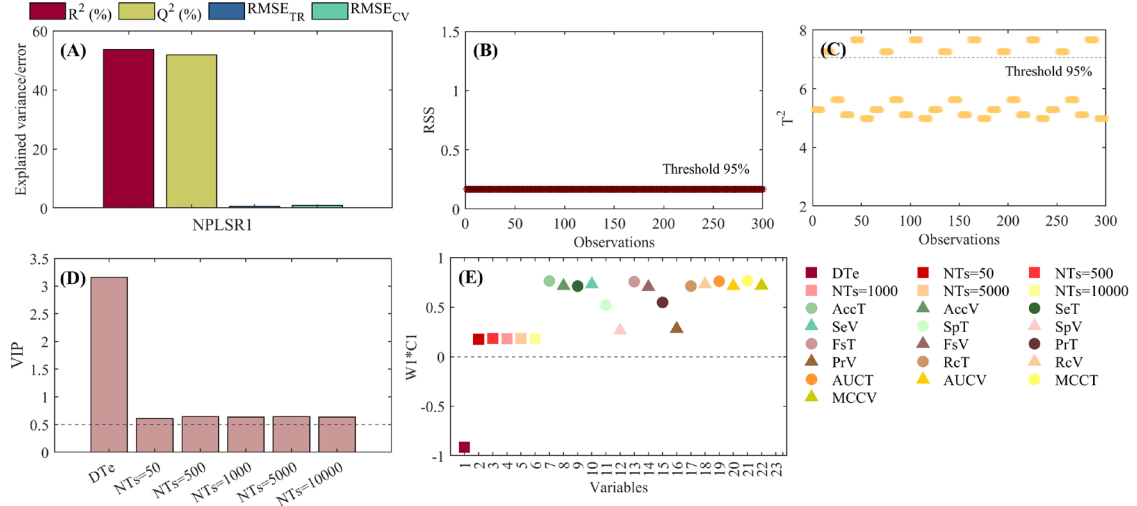 R² (%) Q² (%) RMSE_TR RMSE_CV
(A)
Explained variance/error
60
40
20
0
NPLSR1
(B)
RSS
1.5
1
0.5
0
Threshold 95%
0 50 100 150 200 250 300
Observations
(C)
T²
8
6
4
2
Threshold 95%
0 50 100 150 200 250 300
Observations
(D)
VIP
3.5
3
2.5
2
1.5
1
0.5
0
DTe NTs=50 NTs=500 NTs=1000 NTs=5000 NTs=10000
(E)
W1*C1
1
0.5
0
-0.5
-1
1 2 3 4 5 6 7 8 9 10 11 12 13 14 15 16 17 18 19 20 21 22 23
Variables
DTe NTs=50 NTs=500
NTs=1000 NTs=5000 NTs=10000
AccT AccV SeT
SeV SpT SpV
FsT FsV PrT
PrV RcT RcV
AUCT AUCV MCCT
MCCV